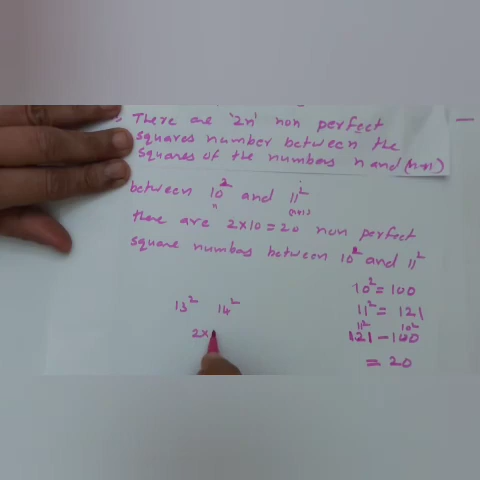 There are '2n' non perfect
squares number between the
squares of the numbers n and (n+1)
between 10² and 11²
n (n+1)
there are 2×10=20 non perfect
square numbers between 10² and 11²
10² = 100
13² 14² 11² = 121
11² 10²
2× 121 - 100
= 20